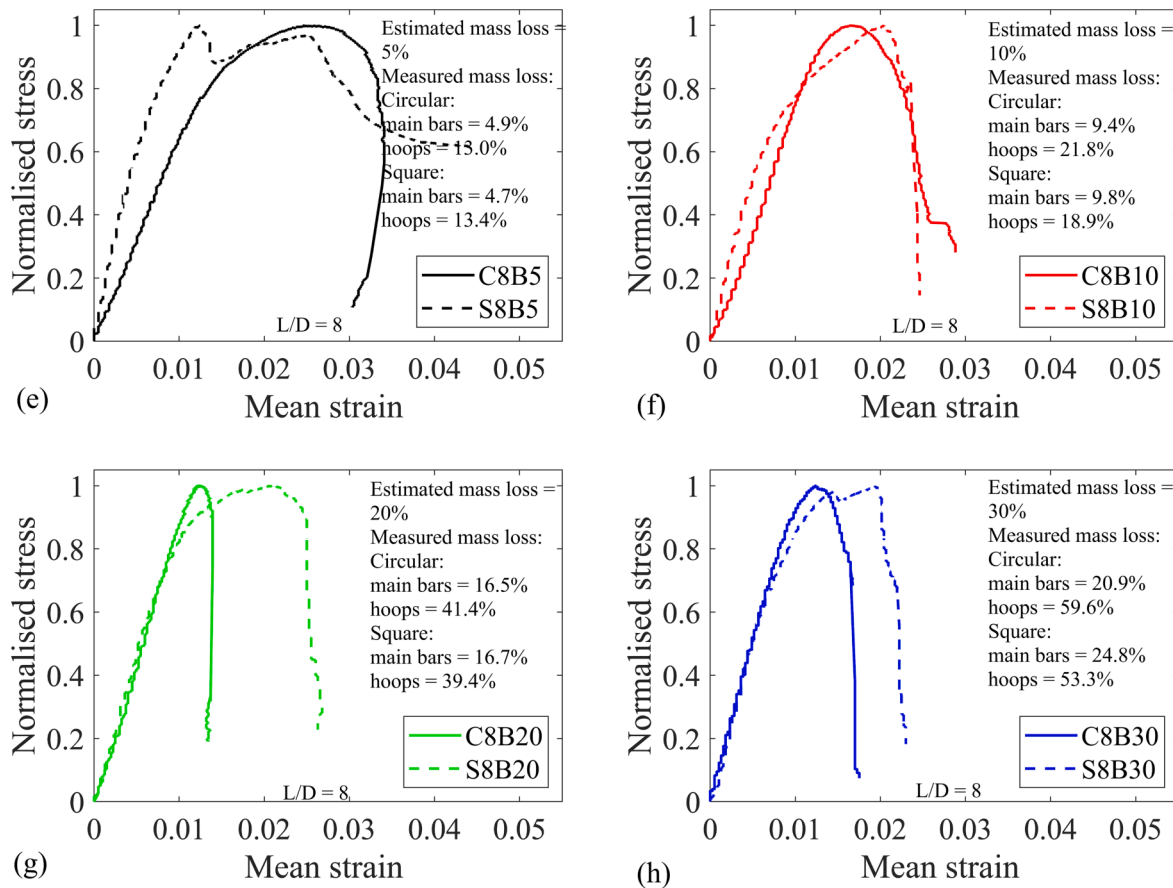 Normalised stress
1
0.8
0.6
0.4
0.2
0
Estimated mass loss =
5%
Measured mass loss:
Circular:
main bars = 4.9%
hoops = 13.0%
Square:
main bars = 4.7%
hoops = 13.4%
C8B5
S8B5
L/D = 8
0 0.01 0.02 0.03 0.04 0.05
Mean strain
(e)
Normalised stress
1
0.8
0.6
0.4
0.2
0
Estimated mass loss =
10%
Measured mass loss:
Circular:
main bars = 9.4%
hoops = 21.8%
Square:
main bars = 9.8%
hoops = 18.9%
C8B10
S8B10
L/D = 8
0 0.01 0.02 0.03 0.04 0.05
Mean strain
(f)
Normalised stress
1
0.8
0.6
0.4
0.2
0
Estimated mass loss =
20%
Measured mass loss:
Circular:
main bars = 16.5%
hoops = 41.4%
Square:
main bars = 16.7%
hoops = 39.4%
C8B20
S8B20
L/D = 8
0 0.01 0.02 0.03 0.04 0.05
Mean strain
(g)
Normalised stress
1
0.8
0.6
0.4
0.2
0
Estimated mass loss =
30%
Measured mass loss:
Circular:
main bars = 20.9%
hoops = 59.6%
Square:
main bars = 24.8%
hoops = 53.3%
C8B30
S8B30
L/D = 8
0 0.01 0.02 0.03 0.04 0.05
Mean strain
(h)